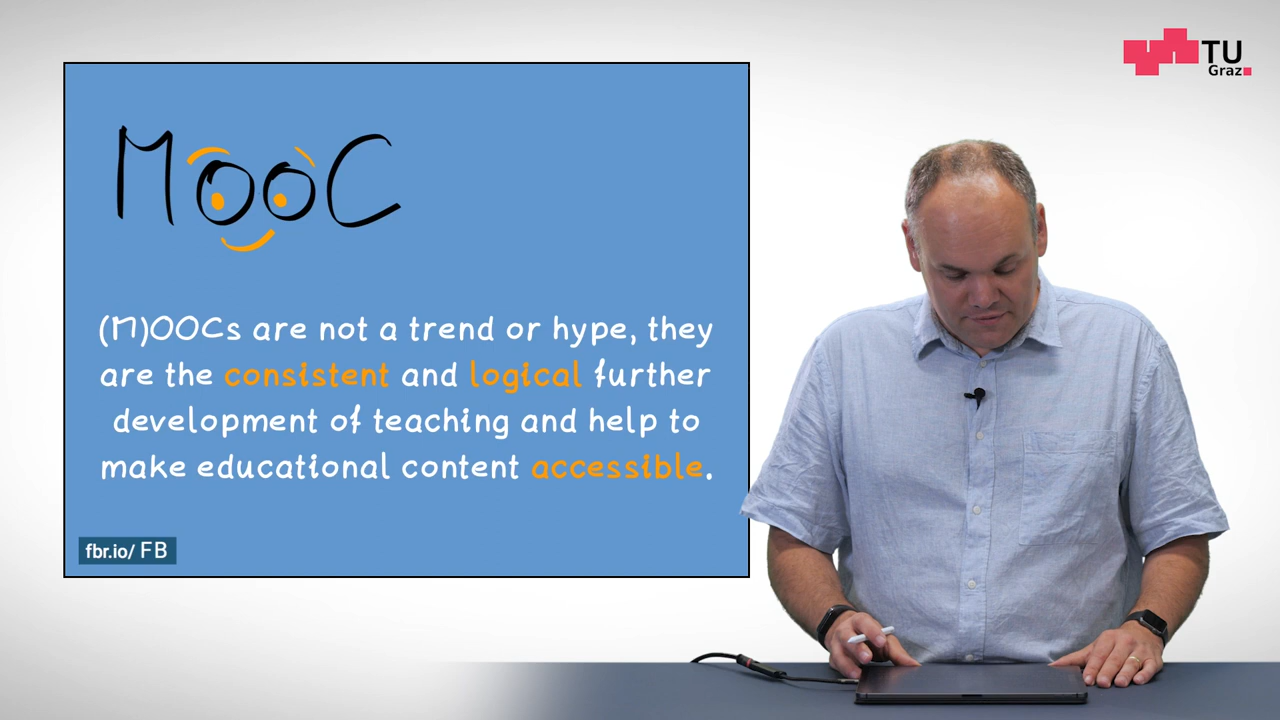 TU
Graz
MOOC
(M)OOCs are not a trend or hype, they
are the consistent and logical further
development of teaching and help to
make educational content accessible.
fbr.io/ FB